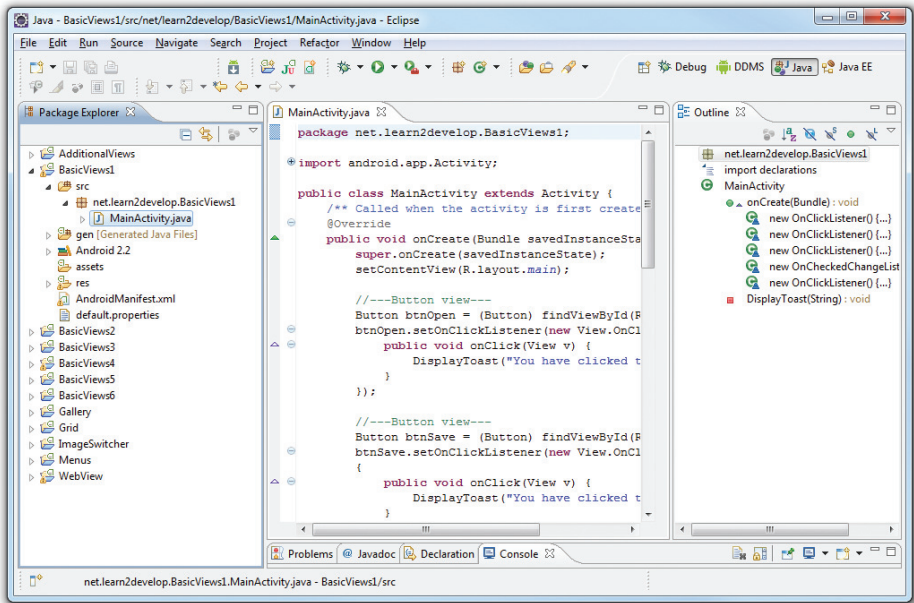 Java - BasicViews1/src/net/learn2develop/BasicViews1/MainActivity.java - Eclipse
File Edit Run Source Navigate Search Project Refactor Window Help
Debug DDMS Java Java EE
Package Explorer
AdditionalViews
BasicViews1
src
net.learn2develop.BasicViews1
MainActivity.java
gen [Generated Java Files]
Android 2.2
assets
res
AndroidManifest.xml
default.properties
BasicViews2
BasicViews3
BasicViews4
BasicViews5
BasicViews6
Gallery
Grid
ImageSwitcher
Menus
WebView
MainActivity.java
package net.learn2develop.BasicViews1;
import android.app.Activity;
public class MainActivity extends Activity {
/** Called when the activity is first create
@Override
public void onCreate(Bundle savedInstanceSta
super.onCreate(savedInstanceState);
setContentView(R.layout.main);
//---Button view---
Button btnOpen = (Button) findViewById(R
btnOpen.setOnClickListener(new View.OnCl
public void onClick(View v) {
DisplayToast("You have clicked t
}
});
//---Button view---
Button btnSave = (Button) findViewById(R
btnSave.setOnClickListener(new View.OnCl
{
public void onClick(View v) {
DisplayToast("You have clicked t
}
Outline
net.learn2develop.BasicViews1
import declarations
MainActivity
onCreate(Bundle) : void
new OnClickListener() {...}
new OnClickListener() {...}
new OnCheckedChangeList
new OnClickListener() {...}
DisplayToast(String) : void
Problems @ Javadoc Declaration Console
net.learn2develop.BasicViews1.MainActivity.java - BasicViews1/src